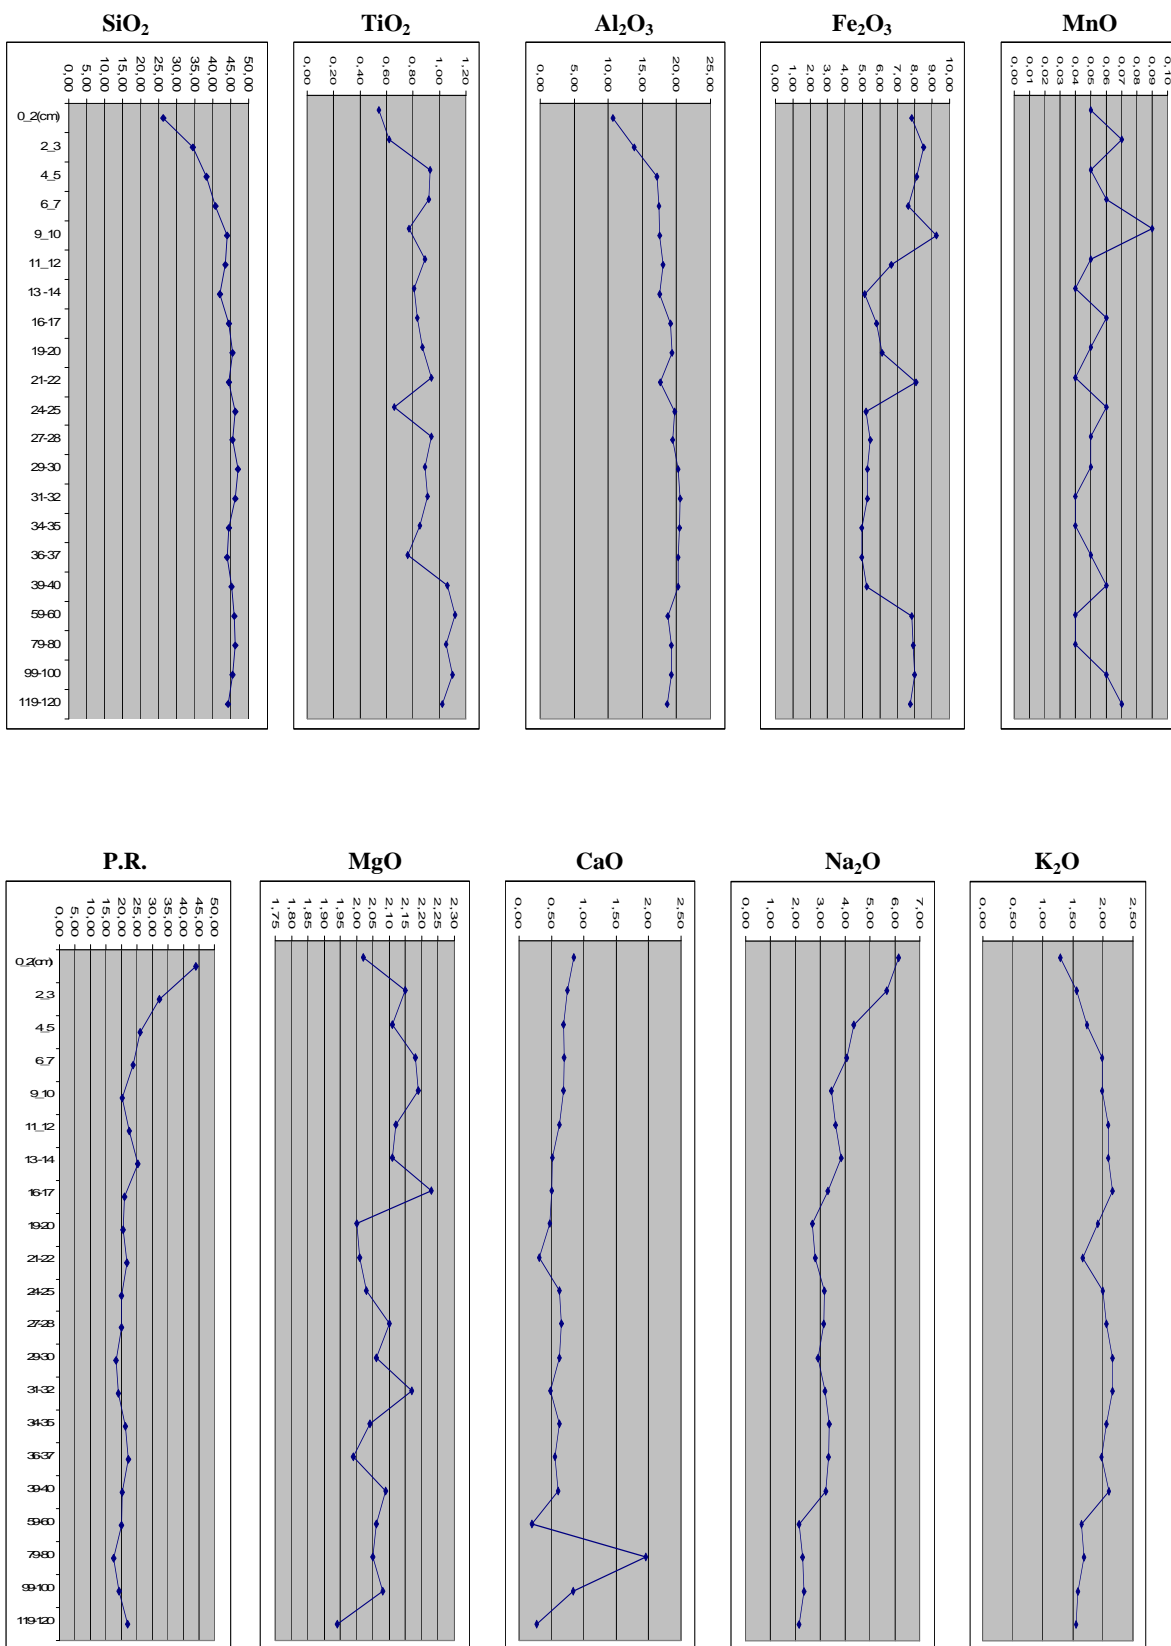 SiO₂
0,00 5,00 10,00 15,00 20,00 25,00 30,00 35,00 40,00 45,00 50,00
0_2(cm)
2_3
4_5
6_7
9_10
11_12
13 -14
16-17
19-20
21-22
24-25
27-28
29-30
31-32
34-35
36-37
39-40
59-60
79-80
99-100
119-120
TiO₂
0,00 0,20 0,40 0,60 0,80 1,00 1,20
Al₂O₃
0,00 5,00 10,00 15,00 20,00 25,00
Fe₂O₃
0,00 1,00 2,00 3,00 4,00 5,00 6,00 7,00 8,00 9,00 10,00
MnO
0,00 0,01 0,02 0,03 0,04 0,05 0,06 0,07 0,08 0,09 0,10
P.R.
0,00 5,00 10,00 15,00 20,00 25,00 30,00 35,00 40,00 45,00 50,00
0_2(cm)
2_3
4_5
6_7
9_10
11_12
13-14
16-17
19-20
21-22
24-25
27-28
29-30
31-32
34-35
36-37
39-40
59-60
79-80
99-100
119-120
MgO
1,75 1,80 1,85 1,90 1,95 2,00 2,05 2,10 2,15 2,20 2,25 2,30
CaO
0,00 0,50 1,00 1,50 2,00 2,50
Na₂O
0,00 1,00 2,00 3,00 4,00 5,00 6,00 7,00
K₂O
0,00 0,50 1,00 1,50 2,00 2,50